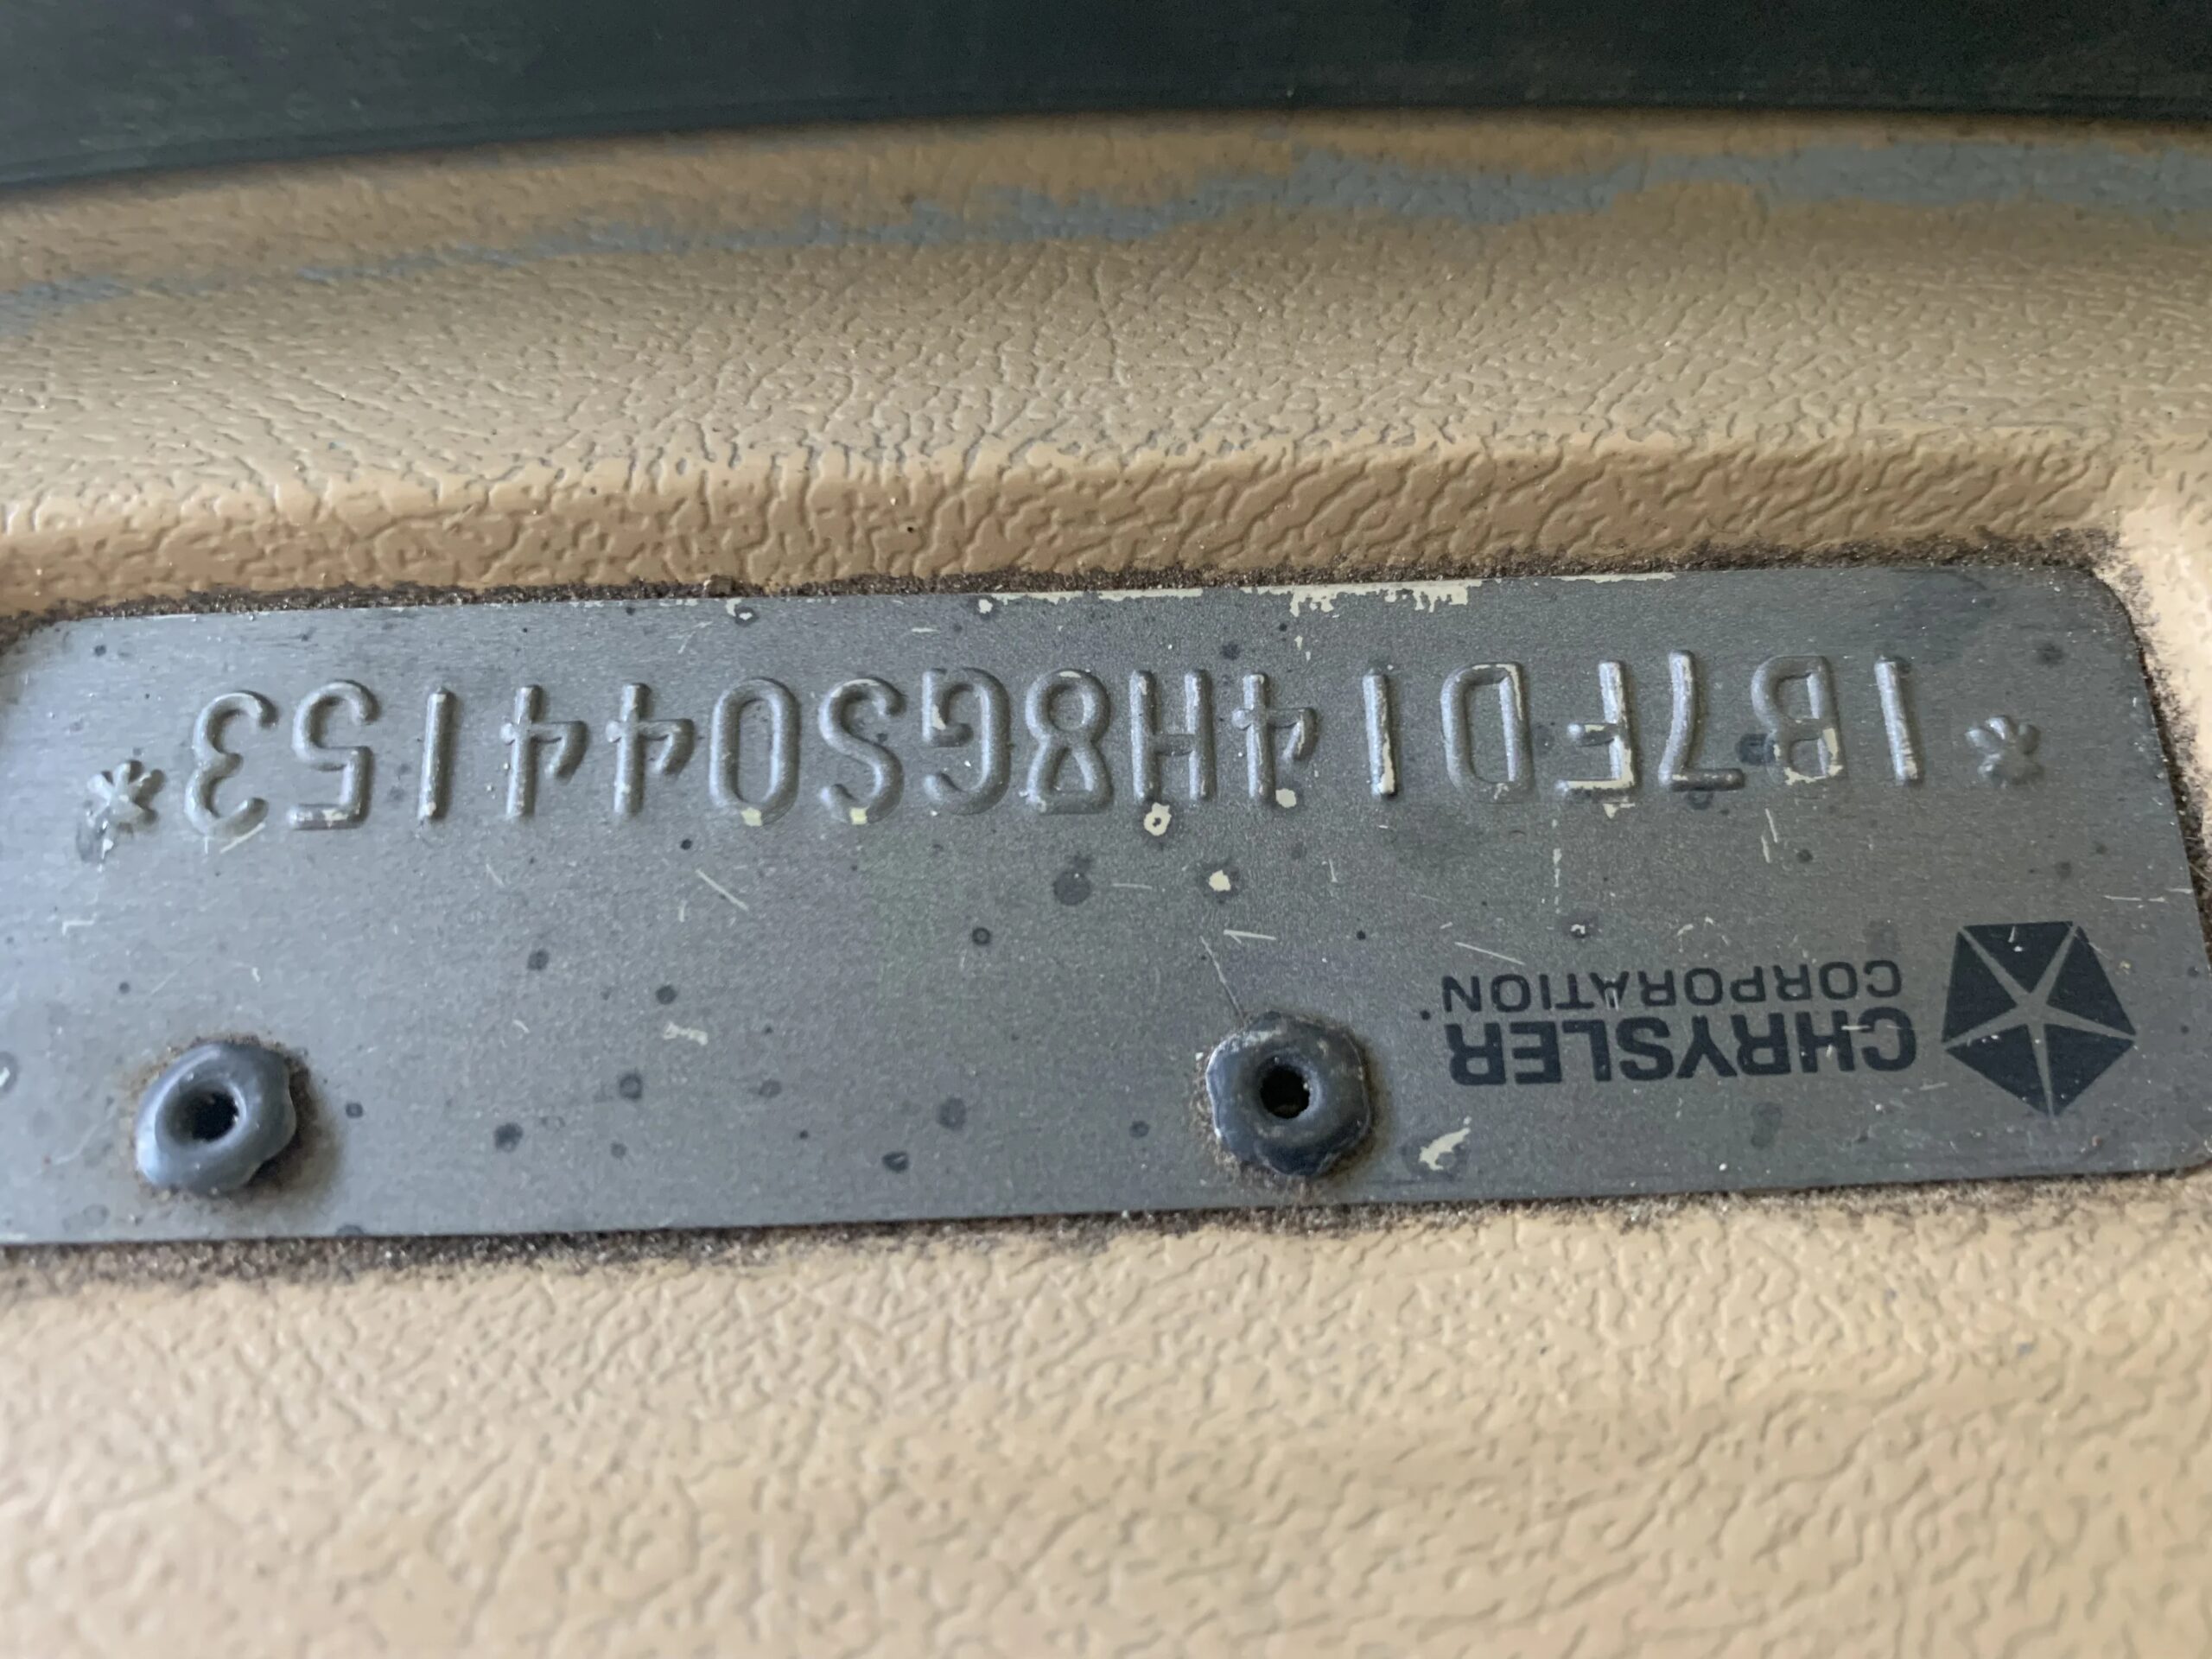 CHRYSLER
CORPORATION
*1B7FD14H8GS044153*